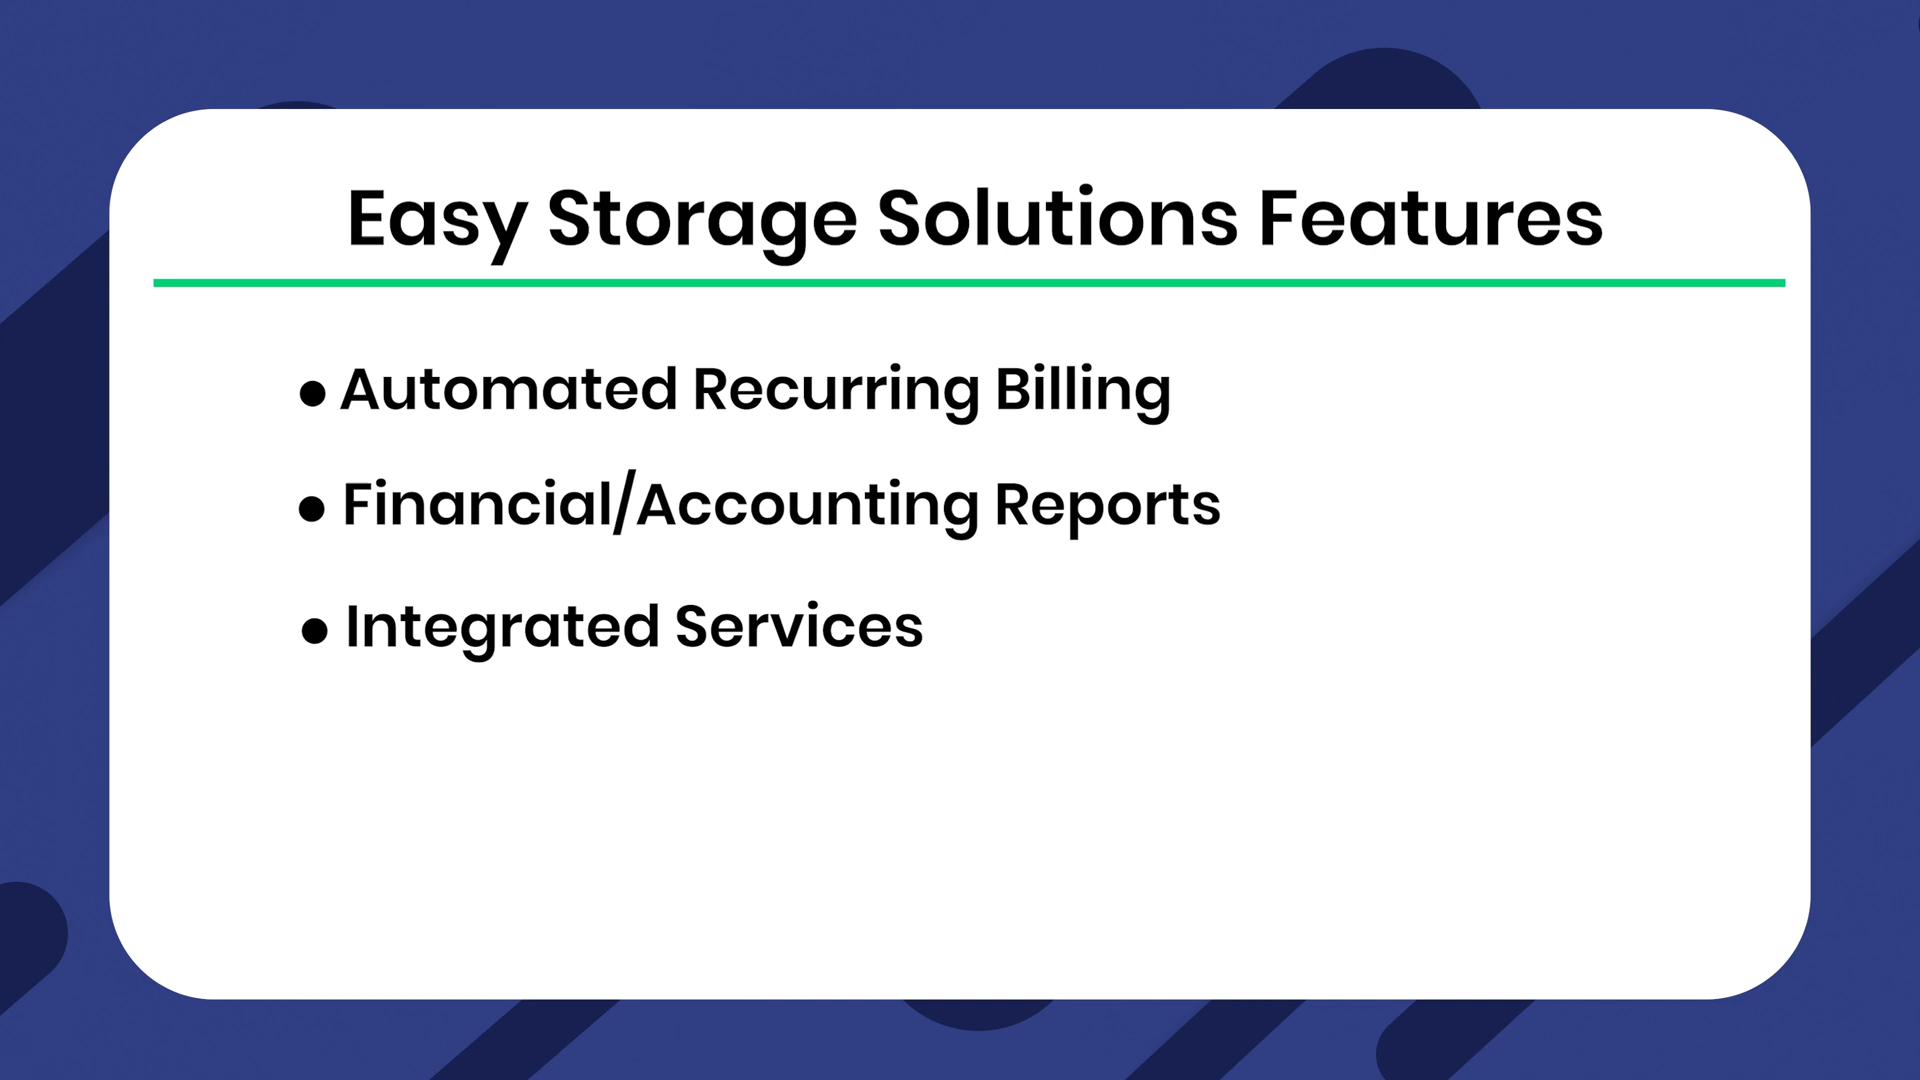 Easy Storage Solutions Features
● Automated Recurring Billing
● Financial/Accounting Reports
● Integrated Services